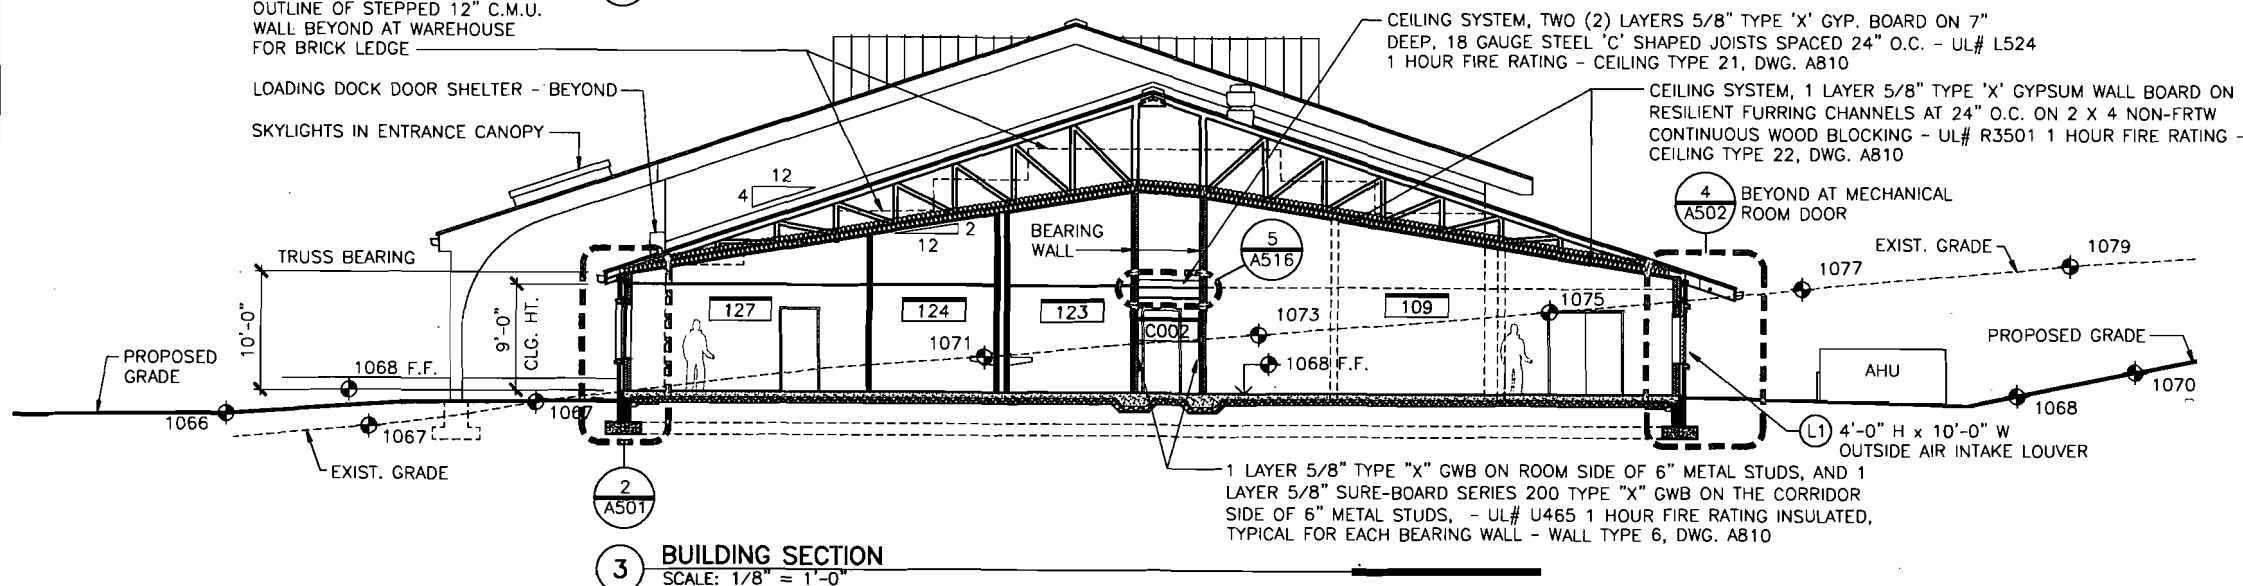 OUTLINE OF STEPPED 12" C.M.U.
WALL BEYOND AT WAREHOUSE
FOR BRICK LEDGE
LOADING DOCK DOOR SHELTER - BEYOND
SKYLIGHTS IN ENTRANCE CANOPY
CEILING SYSTEM, TWO (2) LAYERS 5/8" TYPE 'X' GYP. BOARD ON 7"
DEEP, 18 GAUGE STEEL 'C' SHAPED JOISTS SPACED 24" O.C. - UL# L524
1 HOUR FIRE RATING - CEILING TYPE 21, DWG. A810
CEILING SYSTEM, 1 LAYER 5/8" TYPE 'X' GYPSUM WALL BOARD ON
RESILIENT FURRING CHANNELS AT 24" O.C. ON 2 X 4 NON-FRTW
CONTINUOUS WOOD BLOCKING - UL# R3501 1 HOUR FIRE RATING -
CEILING TYPE 22, DWG. A810
4
A502
BEYOND AT MECHANICAL
ROOM DOOR
12
4
2
12
BEARING
WALL
5
A516
TRUSS BEARING
10'-0"
9'-0"
CLG. HT.
127
124
123
C002
109
1071
1073
1075
1077
1079
EXIST. GRADE
1068 F.F.
1068 F.F.
PROPOSED
GRADE
1066
1067
1067
EXIST. GRADE
PROPOSED GRADE
AHU
1068
1070
L1
4'-0" H x 10'-0" W
OUTSIDE AIR INTAKE LOUVER
2
A501
1 LAYER 5/8" TYPE "X" GWB ON ROOM SIDE OF 6" METAL STUDS, AND 1
LAYER 5/8" SURE-BOARD SERIES 200 TYPE "X" GWB ON THE CORRIDOR
SIDE OF 6" METAL STUDS, - UL# U465 1 HOUR FIRE RATING INSULATED,
TYPICAL FOR EACH BEARING WALL - WALL TYPE 6, DWG. A810
3
BUILDING SECTION
SCALE: 1/8" = 1'-0"